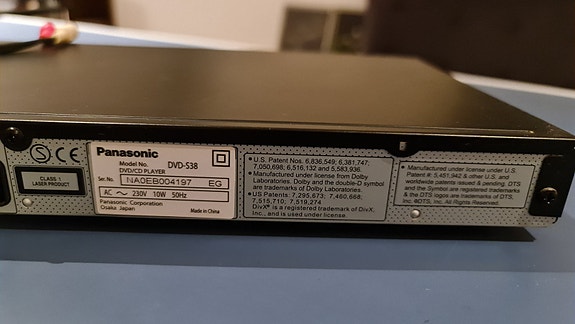 CLASS 1
LASER PRODUCT
Panasonic
Model No. DVD-S38
DVD/CD PLAYER
Ser. No. NA0EB004197 EG
AC 230V 10W 50Hz
Panasonic Corporation
Osaka Japan Made in China
• U.S. Patent Nos. 6,836,549; 6,381,747;
7,050,698; 6,516,132 and 5,583,936.
• Manufactured under license from Dolby
Laboratories. Dolby and the double-D symbol
are trademarks of Dolby Laboratories.
• US Patents: 7,295,673; 7,460,668;
7,515,710; 7,519,274
DivX® is a registered trademark of DivX,
Inc., and is used under license.
• Manufactured under license under U.S.
Patent #: 5,451,942 & other U.S. and
worldwide patents issued & pending. DTS
and the Symbol are registered trademarks
& the DTS logos are trademarks of DTS,
Inc. ©DTS, Inc. All Rights Reserved.